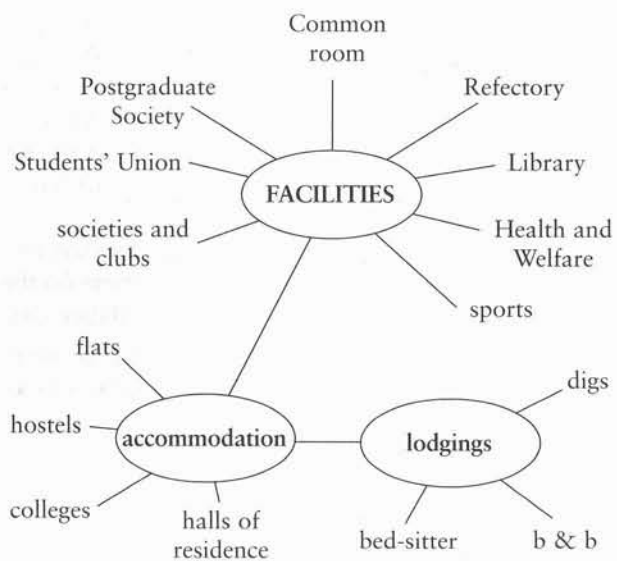 Common
room
Postgraduate
Society
Refectory
Students' Union
FACILITIES
Library
societies and
clubs
Health and
Welfare
sports
flats
digs
hostels
accommodation
lodgings
colleges
halls of
residence
bed-sitter
b & b